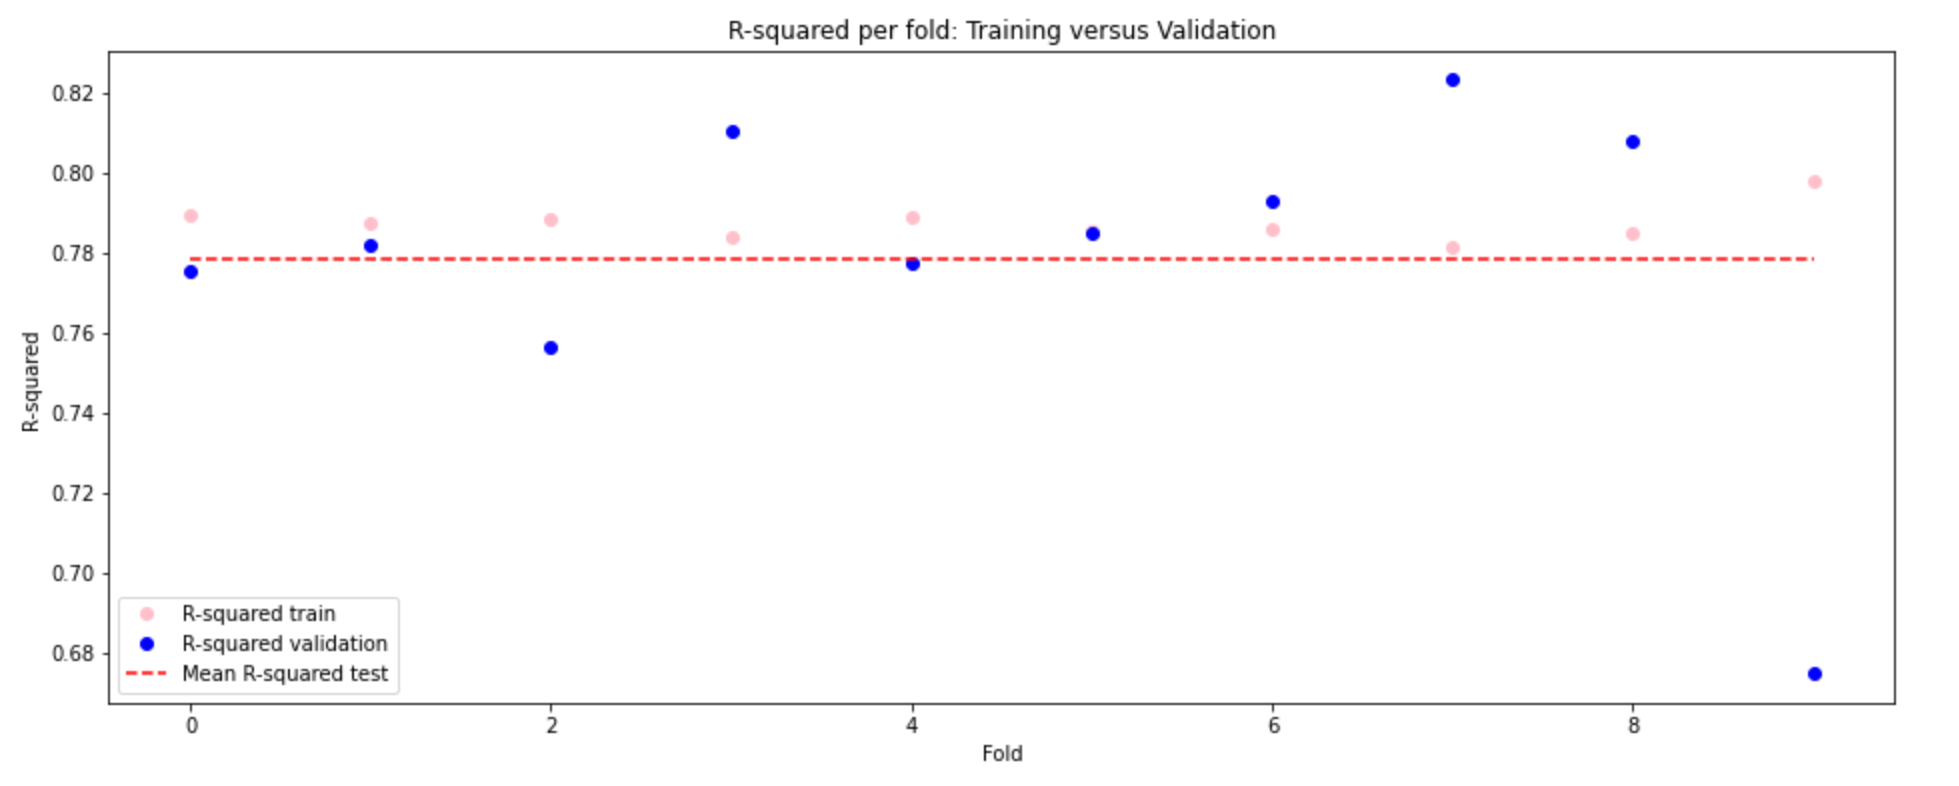 R-squared per fold: Training versus Validation
R-squared
0.82
0.80
0.78
0.76
0.74
0.72
0.70
0.68
R-squared train
R-squared validation
Mean R-squared test
0 2 4 6 8
Fold